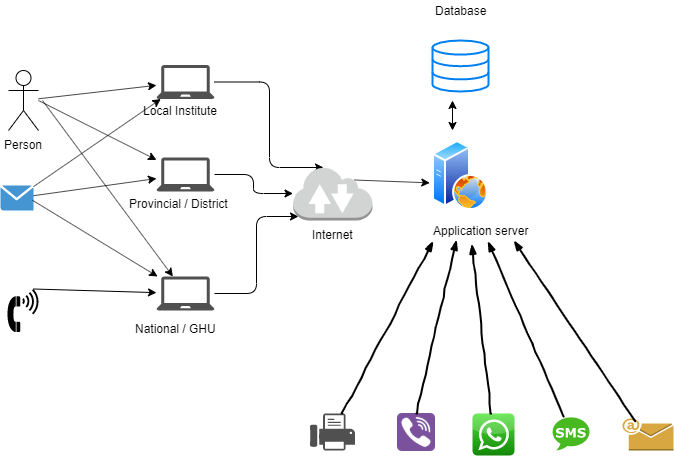 Database
Local Institute
Person
Provincial / District
Application server
Internet
National / GHU
SMS
@